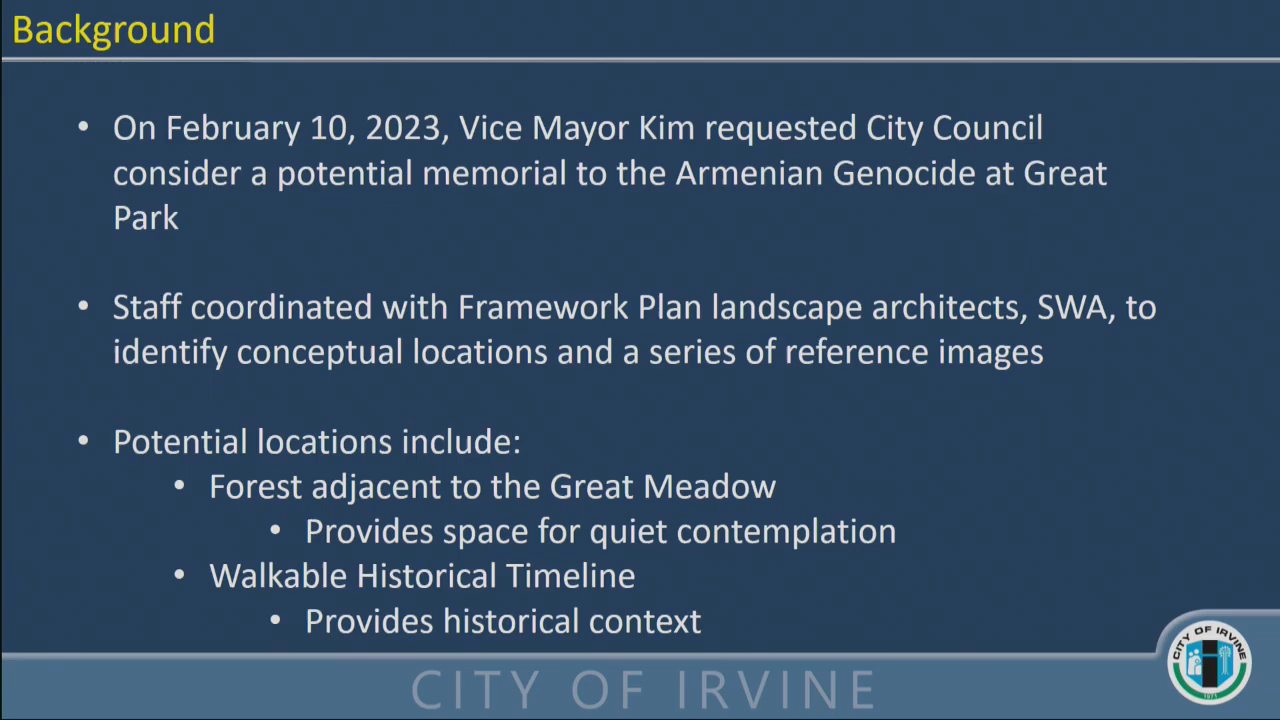 Background
• On February 10, 2023, Vice Mayor Kim requested City Council
consider a potential memorial to the Armenian Genocide at Great
Park
• Staff coordinated with Framework Plan landscape architects, SWA, to
identify conceptual locations and a series of reference images
• Potential locations include:
• Forest adjacent to the Great Meadow
• Provides space for quiet contemplation
• Walkable Historical Timeline
• Provides historical context
CITY OF IRVINE
CITY OF IRVINE
1971